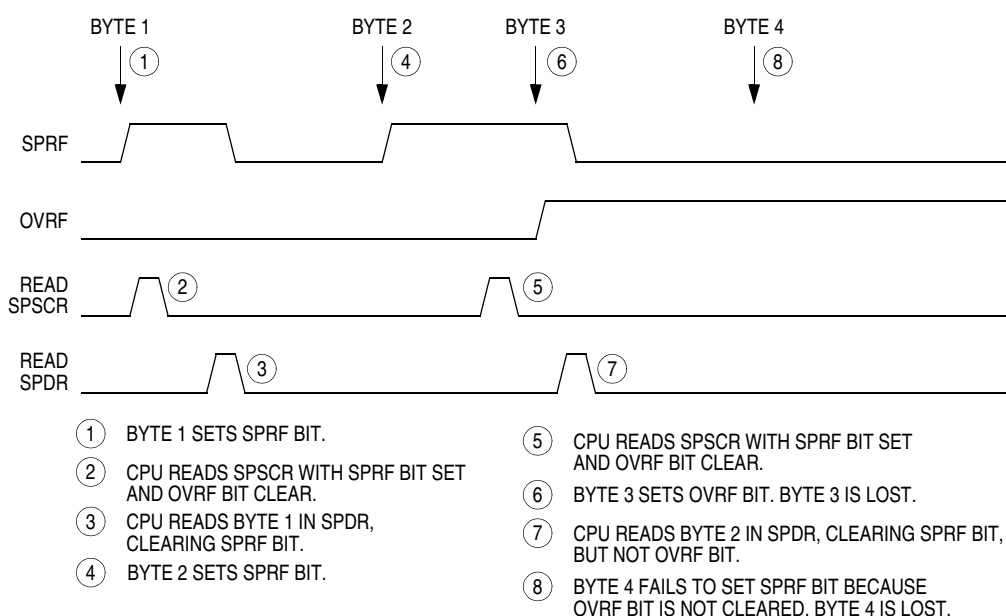 BYTE 1 BYTE 2 BYTE 3 BYTE 4
1 4 6 8
SPRF
OVRF
READ
SPSCR
2 5
READ
SPDR
3 7
1 BYTE 1 SETS SPRF BIT.
2 CPU READS SPSCR WITH SPRF BIT SET
AND OVRF BIT CLEAR.
3 CPU READS BYTE 1 IN SPDR,
CLEARING SPRF BIT.
4 BYTE 2 SETS SPRF BIT.
5 CPU READS SPSCR WITH SPRF BIT SET
AND OVRF BIT CLEAR.
6 BYTE 3 SETS OVRF BIT. BYTE 3 IS LOST.
7 CPU READS BYTE 2 IN SPDR, CLEARING SPRF BIT,
BUT NOT OVRF BIT.
8 BYTE 4 FAILS TO SET SPRF BIT BECAUSE
OVRF BIT IS NOT CLEARED. BYTE 4 IS LOST.